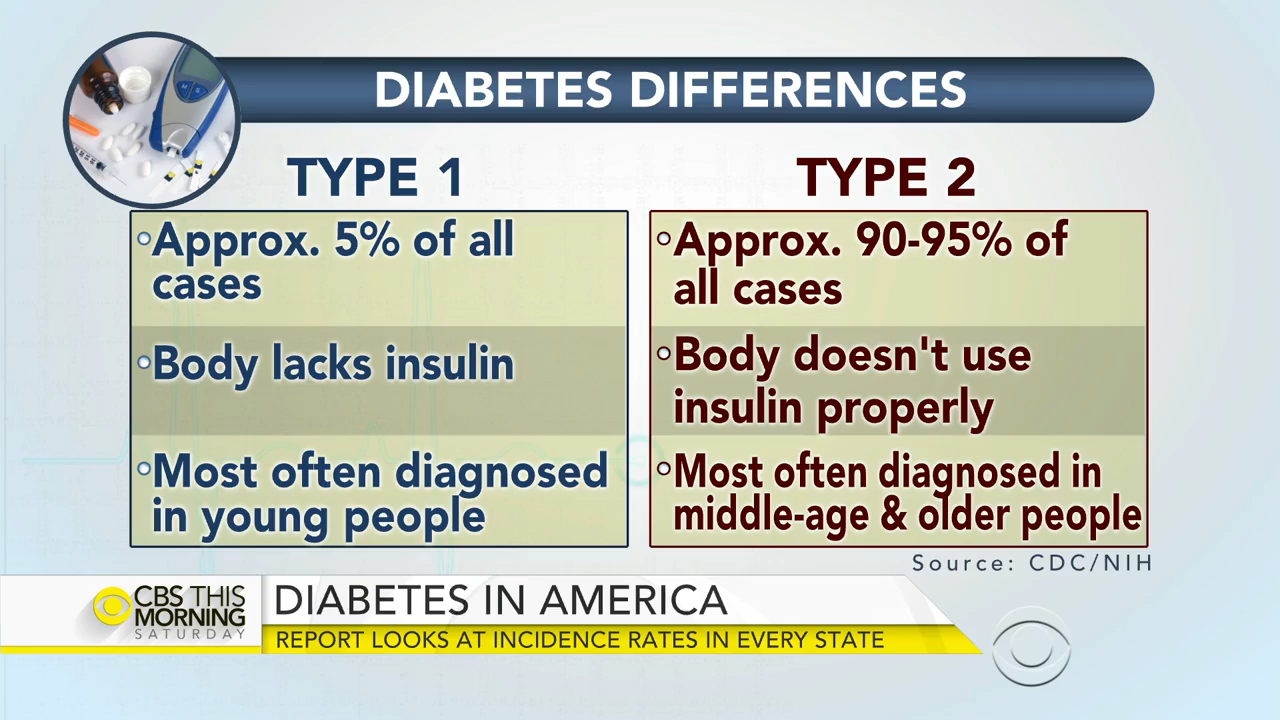 DIABETES DIFFERENCES
TYPE 1
Approx. 5% of all
cases
Body lacks insulin
Most often diagnosed
in young people
TYPE 2
Approx. 90-95% of
all cases
Body doesn't use
insulin properly
Most often diagnosed in
middle-age & older people
Source: CDC/NIH
CBS THIS
MORNING
SATURDAY
DIABETES IN AMERICA
REPORT LOOKS AT INCIDENCE RATES IN EVERY STATE